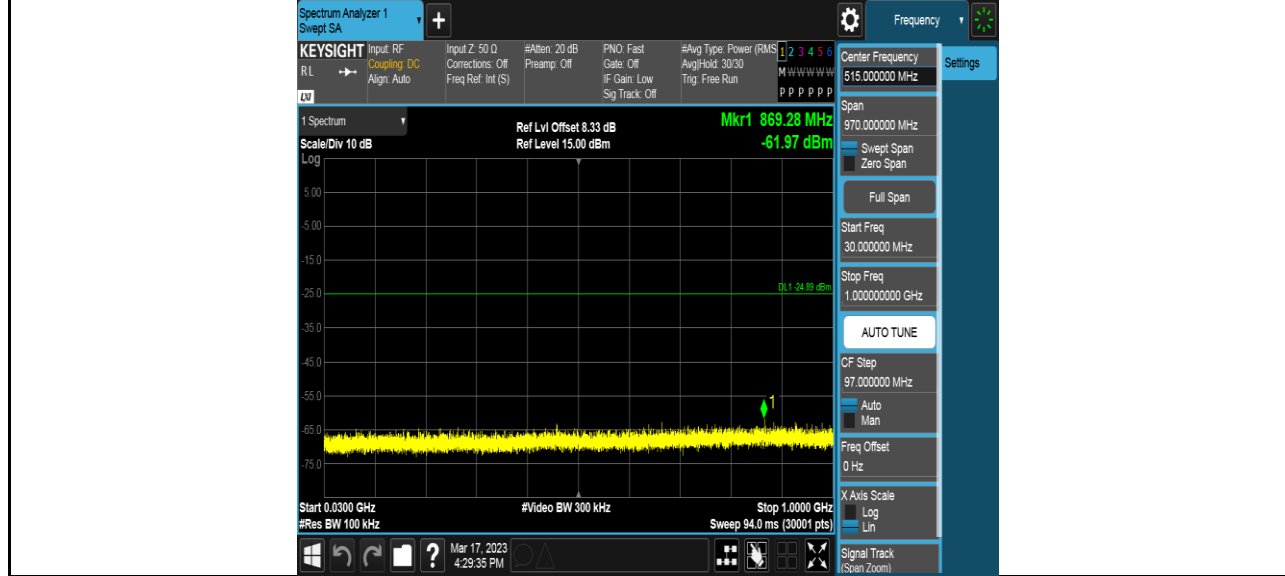 Spectrum Analyzer 1
Swept SA
+
Frequency
KEYSIGHT
RL
LXI
Input: RF
Coupling: DC
Align: Auto
Input Z: 50 Ω
Corrections: Off
Freq Ref: Int (S)
#Atten: 20 dB
Preamp: Off
PNO: Fast
Gate: Off
IF Gain: Low
Sig Track: Off
#Avg Type: Power (RMS
Avg|Hold: 30/30
Trig: Free Run
1 2 3 4 5 6
M W W W W W
P P P P P P
1 Spectrum
Scale/Div 10 dB
Log
Ref Lvl Offset 8.33 dB
Ref Level 15.00 dBm
Mkr1 869.28 MHz
-61.97 dBm
5.00
-5.00
-15.0
-25.0
DL1 -24.89 dBm
-35.0
-45.0
-55.0
1
-65.0
-75.0
Start 0.0300 GHz
#Res BW 100 kHz
#Video BW 300 kHz
Stop 1.0000 GHz
Sweep 94.0 ms (30001 pts)
?
Mar 17, 2023
4:29:35 PM
Center Frequency
515.000000 MHz
Span
970.000000 MHz
Swept Span
Zero Span
Full Span
Start Freq
30.000000 MHz
Stop Freq
1.000000000 GHz
AUTO TUNE
CF Step
97.000000 MHz
Auto
Man
Freq Offset
0 Hz
X Axis Scale
Log
Lin
Signal Track
(Span Zoom)
Settings